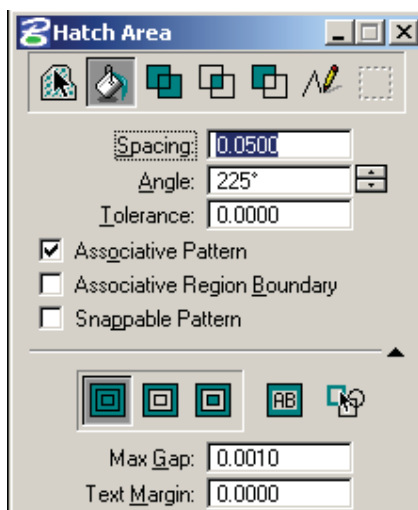 Hatch Area
Spacing: 0.0500
Angle: 225°
Tolerance: 0.0000
Associative Pattern
Associative Region Boundary
Snappable Pattern
AB
Max Gap: 0.0010
Text Margin: 0.0000